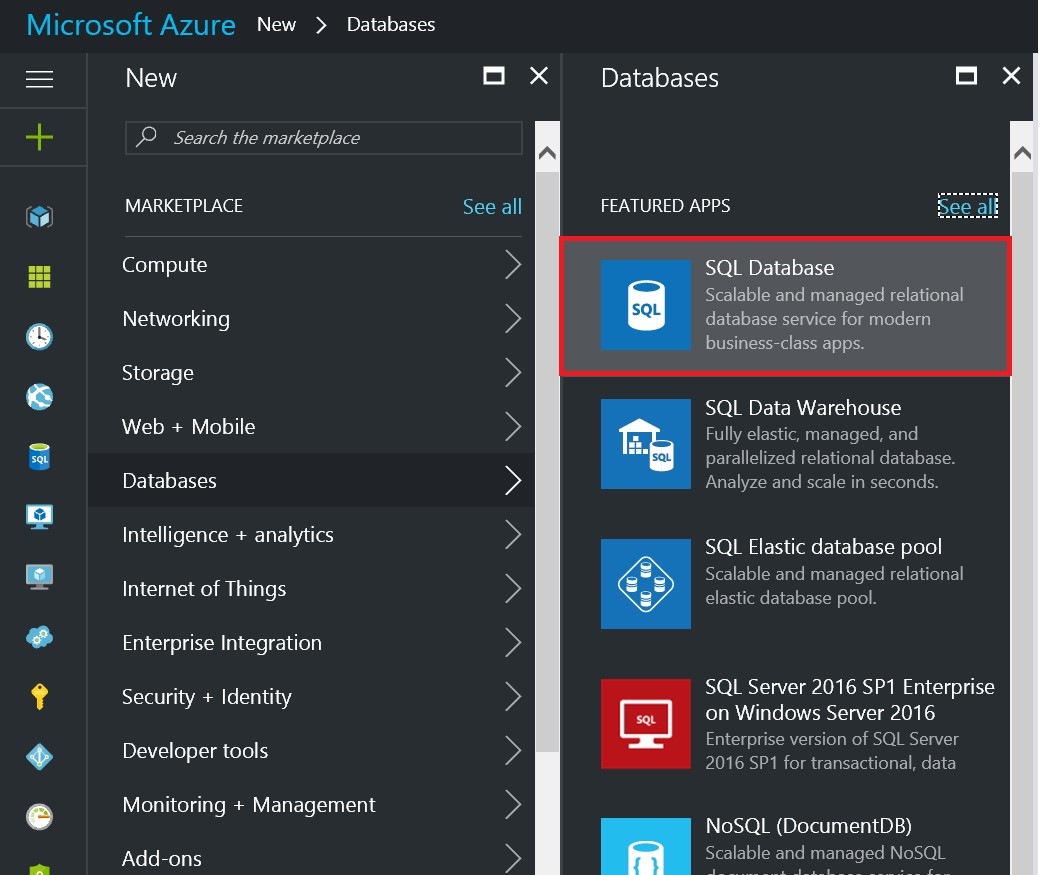 Microsoft Azure New > Databases
New
Search the marketplace
MARKETPLACE See all
Compute
Networking
Storage
Web + Mobile
Databases
Intelligence + analytics
Internet of Things
Enterprise Integration
Security + Identity
Developer tools
Monitoring + Management
Add-ons
Databases
FEATURED APPS See all
SQL
SQL Database
Scalable and managed relational
database service for modern
business-class apps.
SQL
SQL Data Warehouse
Fully elastic, managed, and
parallelized relational database.
Analyze and scale in seconds.
SQL Elastic database pool
Scalable and managed relational
elastic database pool.
SQL
SQL Server 2016 SP1 Enterprise
on Windows Server 2016
Enterprise version of SQL Server
2016 SP1 for transactional, data
NoSQL (DocumentDB)
Scalable and managed NoSQL
document database service for
SQL